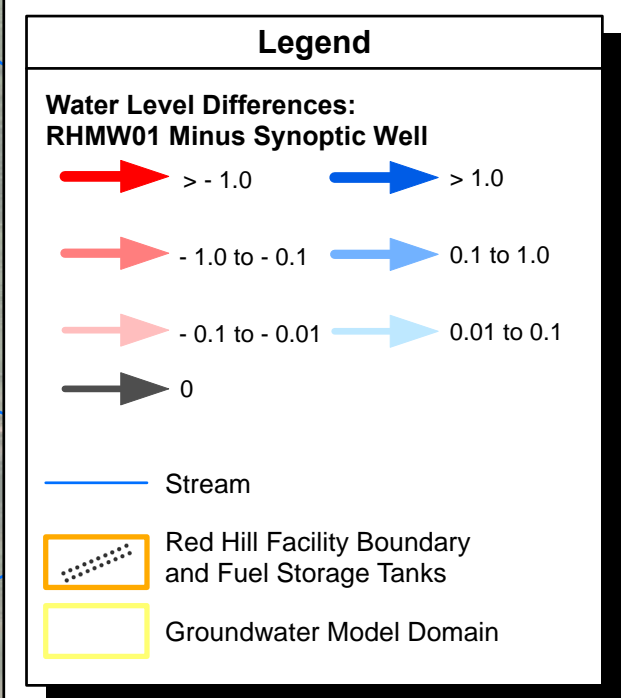 Legend
Water Level Differences:
RHMW01 Minus Synoptic Well
> - 1.0
> 1.0
- 1.0 to - 0.1
0.1 to 1.0
- 0.1 to - 0.01
0.01 to 0.1
0
Stream
Red Hill Facility Boundary
and Fuel Storage Tanks
Groundwater Model Domain